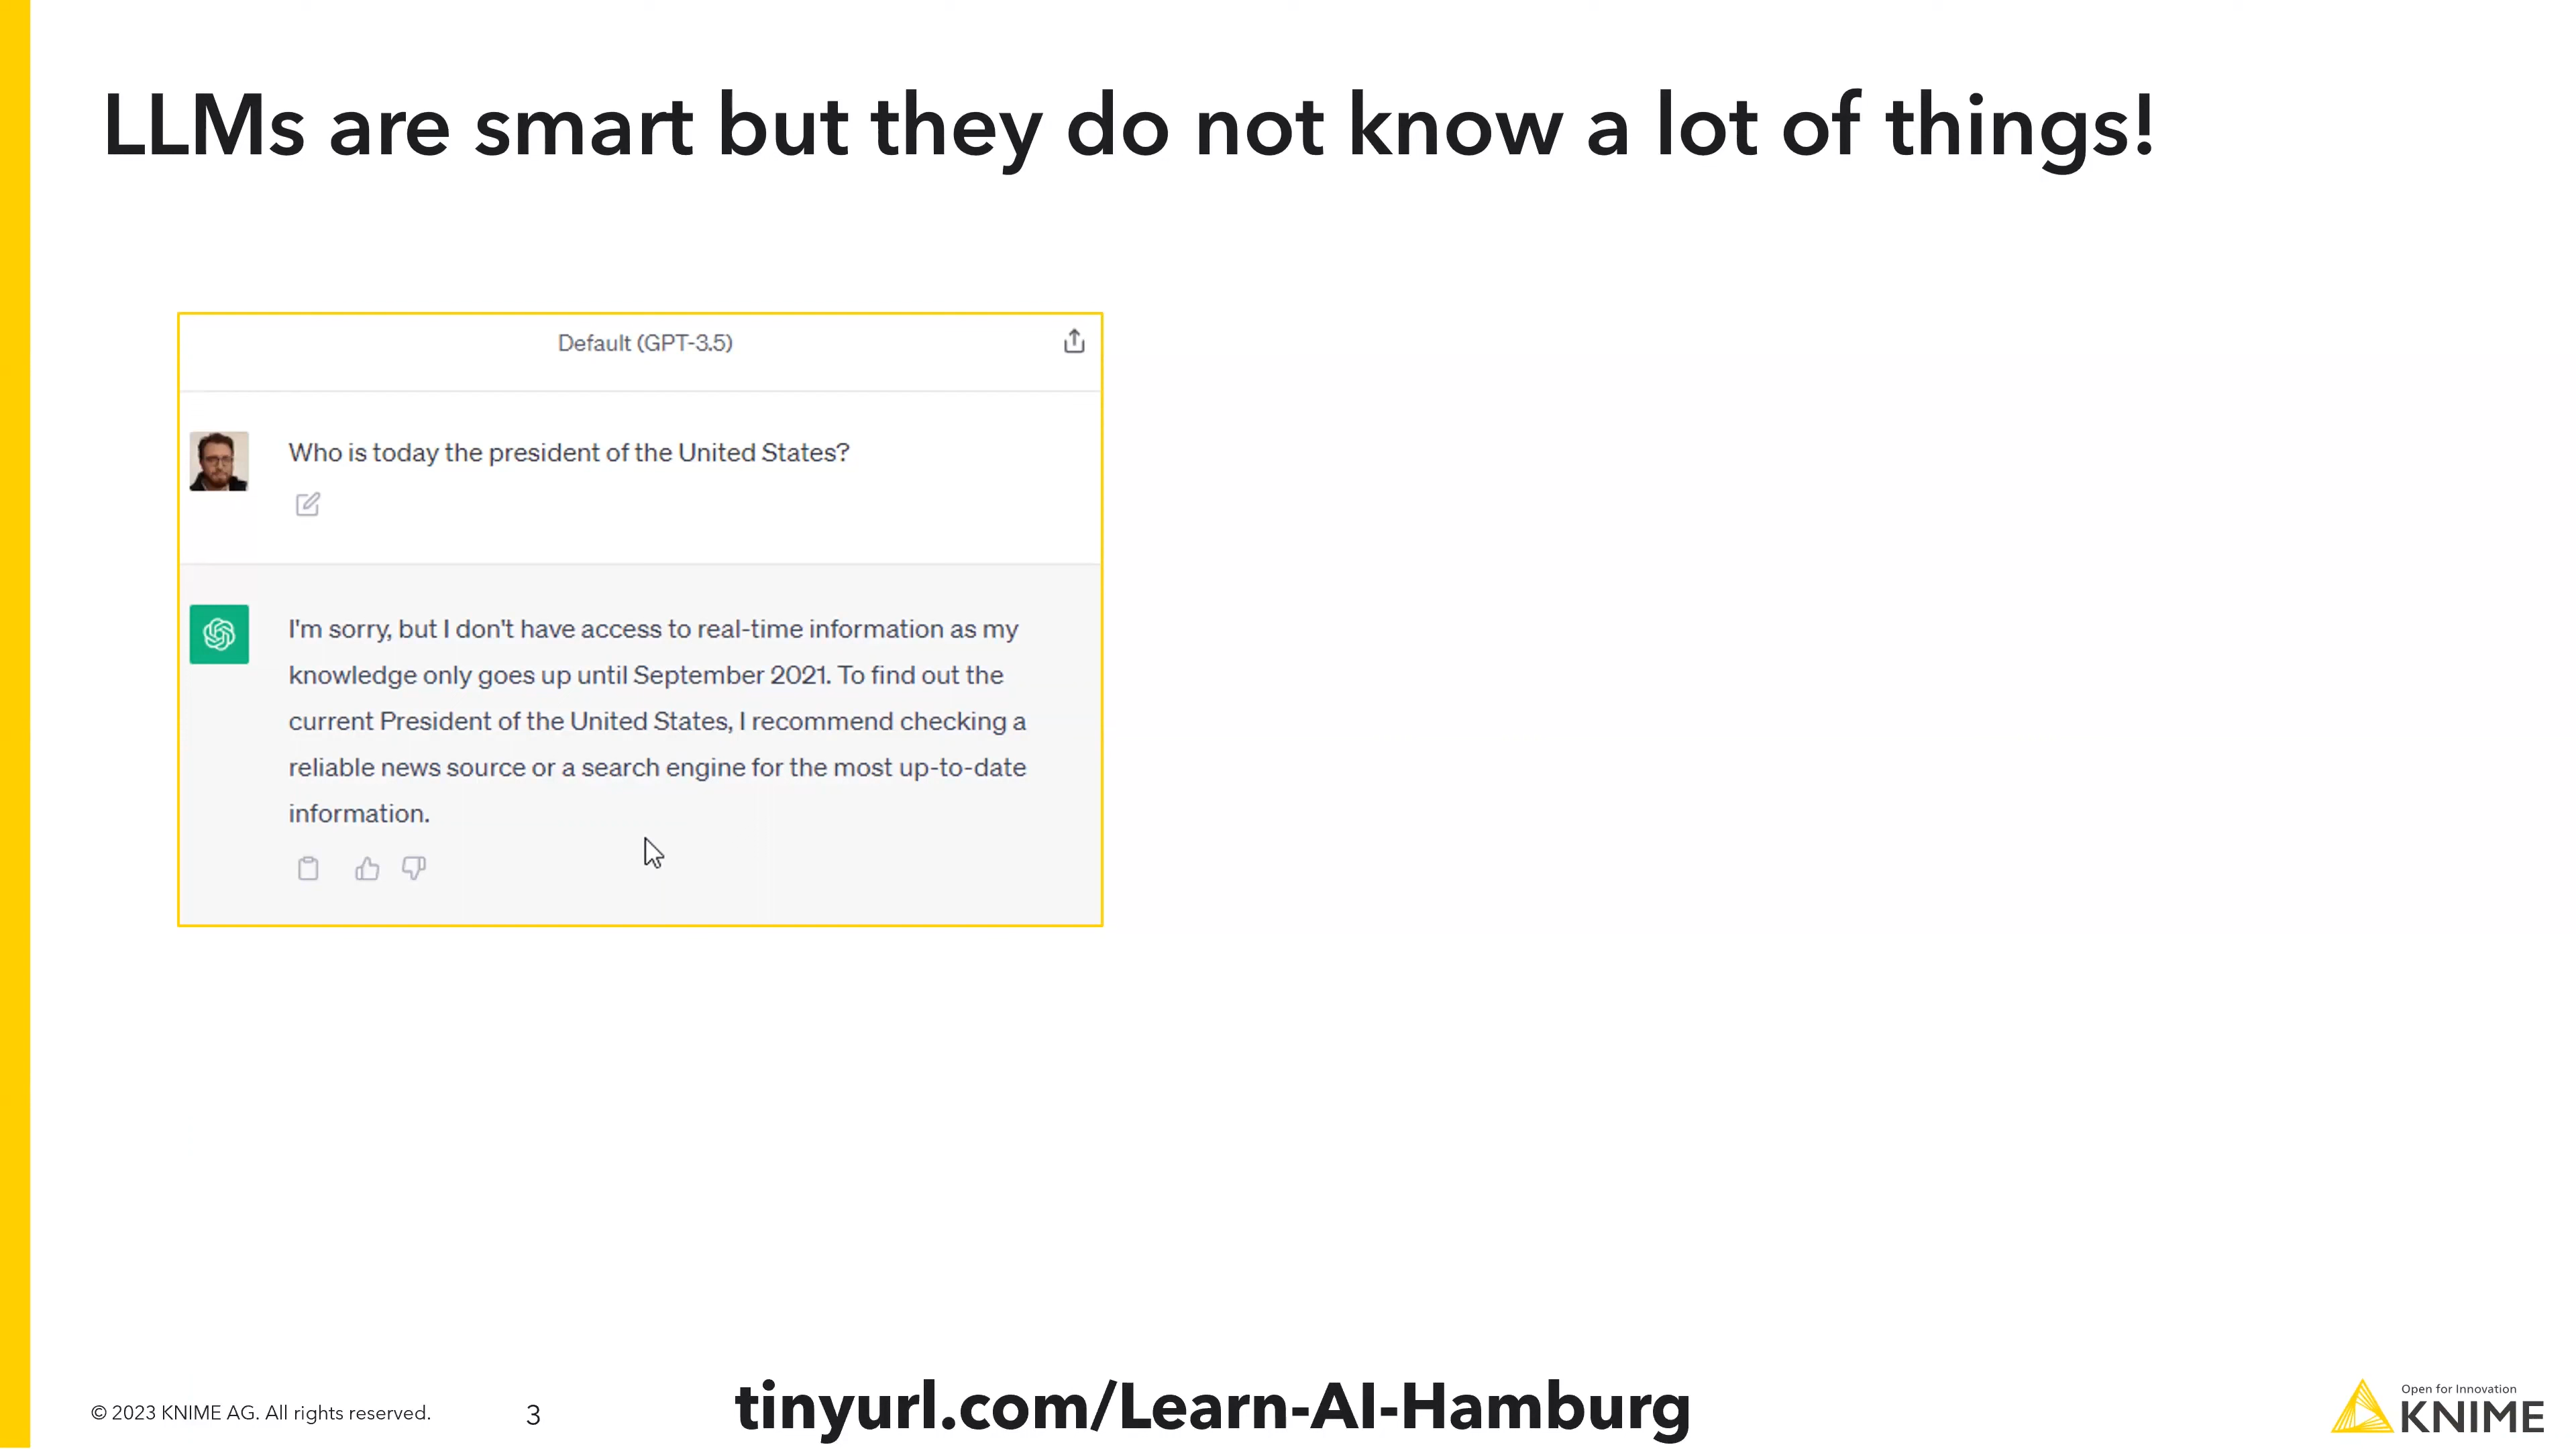 LLMs are smart but they do not know a lot of things!
Default (GPT-3.5)
Who is today the president of the United States?
I'm sorry, but I don't have access to real-time information as my
knowledge only goes up until September 2021. To find out the
current President of the United States, I recommend checking a
reliable news source or a search engine for the most up-to-date
information.
© 2023 KNIME AG. All rights reserved.
3
tinyurl.com/Learn-AI-Hamburg
Open for Innovation
KNIME